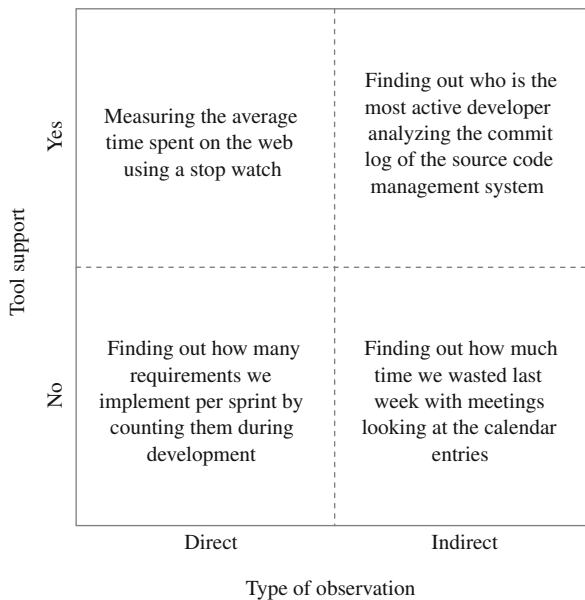 Tool support
Yes
Measuring the average
time spent on the web
using a stop watch
Finding out who is the
most active developer
analyzing the commit
log of the source code
management system
No
Finding out how many
requirements we
implement per sprint by
counting them during
development
Finding out how much
time we wasted last
week with meetings
looking at the calendar
entries
Direct
Indirect
Type of observation